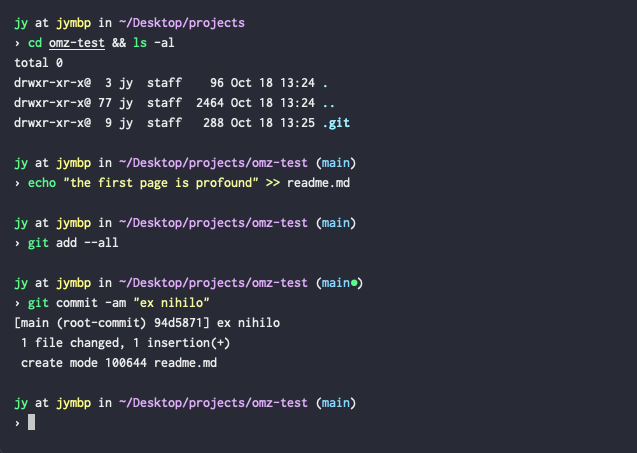 jy at jymbp in ~/Desktop/projects
› cd omz-test && ls -al
total 0
drwxr-xr-x@  3 jy  staff    96 Oct 18 13:24 .
drwxr-xr-x@ 77 jy  staff  2464 Oct 18 13:24 ..
drwxr-xr-x@  9 jy  staff   288 Oct 18 13:25 .git
jy at jymbp in ~/Desktop/projects/omz-test (main)
› echo "the first page is profound" >> readme.md
jy at jymbp in ~/Desktop/projects/omz-test (main)
› git add --all
jy at jymbp in ~/Desktop/projects/omz-test (main●)
› git commit -am "ex nihilo"
[main (root-commit) 94d5871] ex nihilo
 1 file changed, 1 insertion(+)
 create mode 100644 readme.md
jy at jymbp in ~/Desktop/projects/omz-test (main)
›